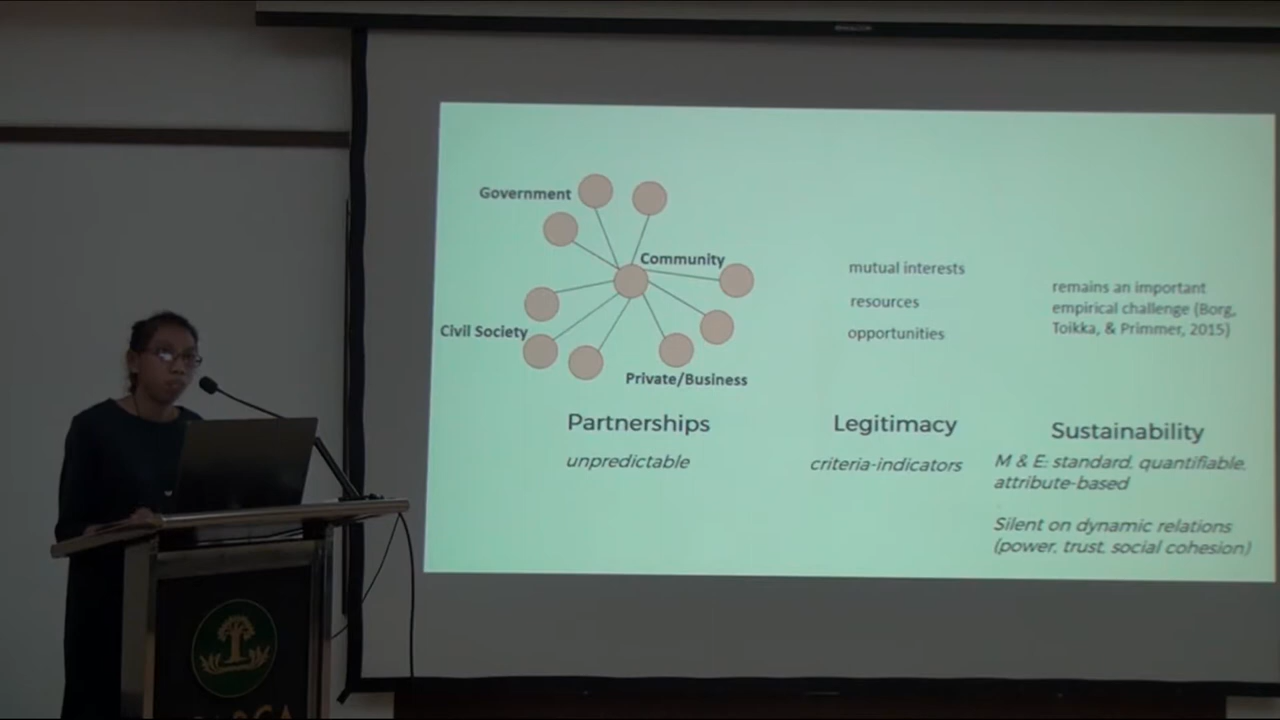 Government
Community
Civil Society
Private/Business
Partnerships
unpredictable
mutual interests
resources
opportunities
Legitimacy
criteria-indicators
remains an important
empirical challenge (Borg,
Toikka, & Primmer, 2015)
Sustainability
M & E: standard, quantifiable,
attribute-based
Silent on dynamic relations
(power, trust, social cohesion)